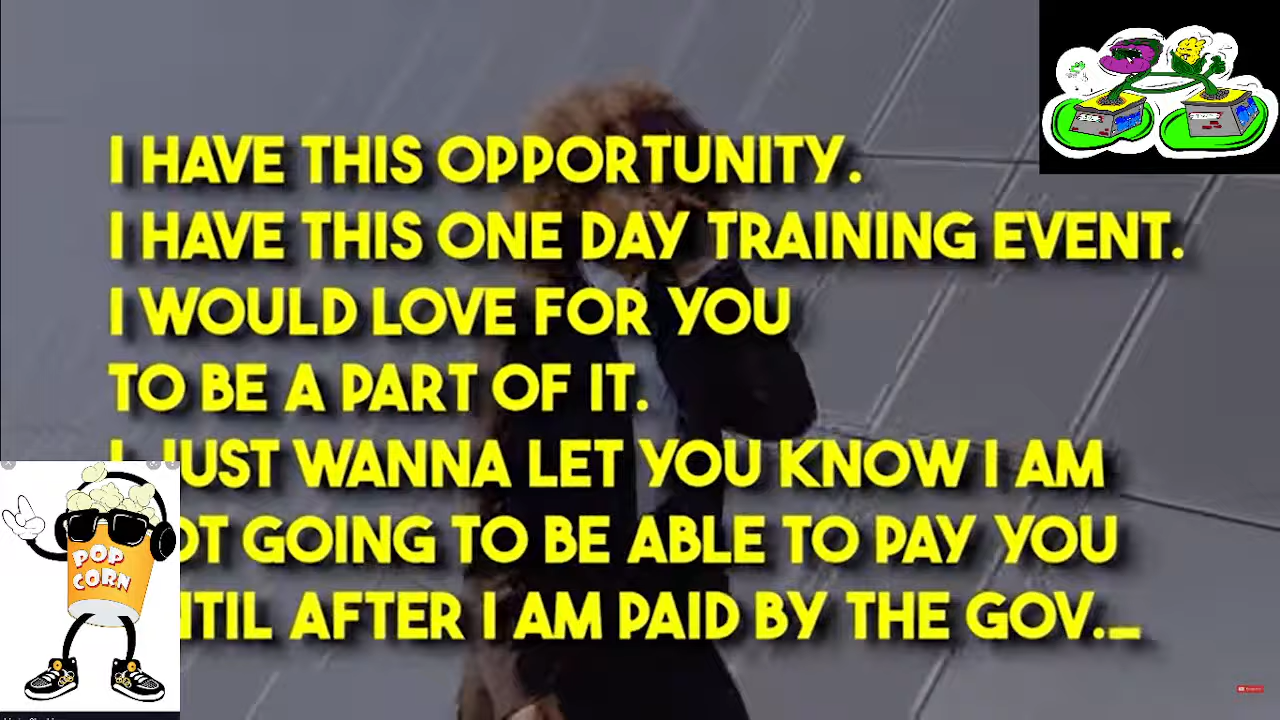 I HAVE THIS OPPORTUNITY.
I HAVE THIS ONE DAY TRAINING EVENT.
I WOULD LOVE FOR YOU
TO BE A PART OF IT.
I JUST WANNA LET YOU KNOW I AM
OT GOING TO BE ABLE TO PAY YOU
NTIL AFTER I AM PAID BY THE GOV._
POP
CORN